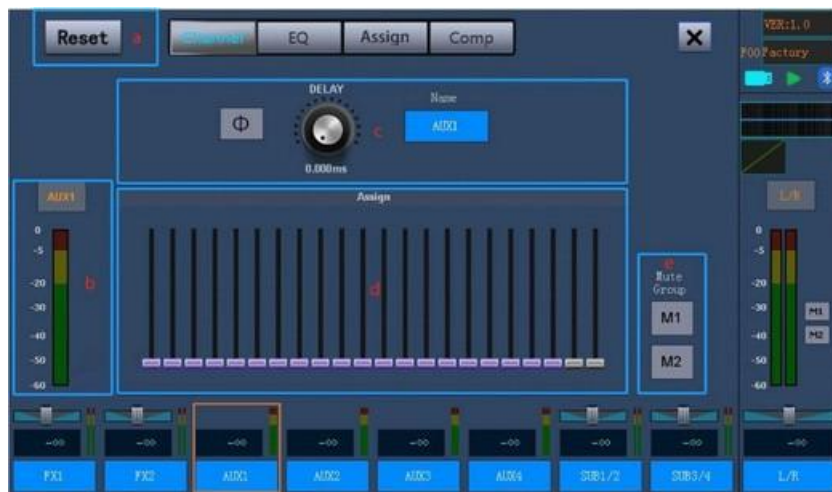 Reset
a
Channel
EQ
Assign
Comp
X
VER:1.0
P00Factory
DELAY
Φ
c
Name
AUX1
0.000ms
AUX1
0
-5
-20
-30
-40
-50
-60
b
Assign
d
e
Mute
Group
M1
M2
L/R
0
-5
-20
-30
-40
-50
-60
M1
M2
-∞
-∞
-∞
-∞
-∞
-∞
-∞
-∞
-∞
FX1
FX2
AUX1
AUX2
AUX3
AUX4
SUB1/2
SUB3/4
L/R